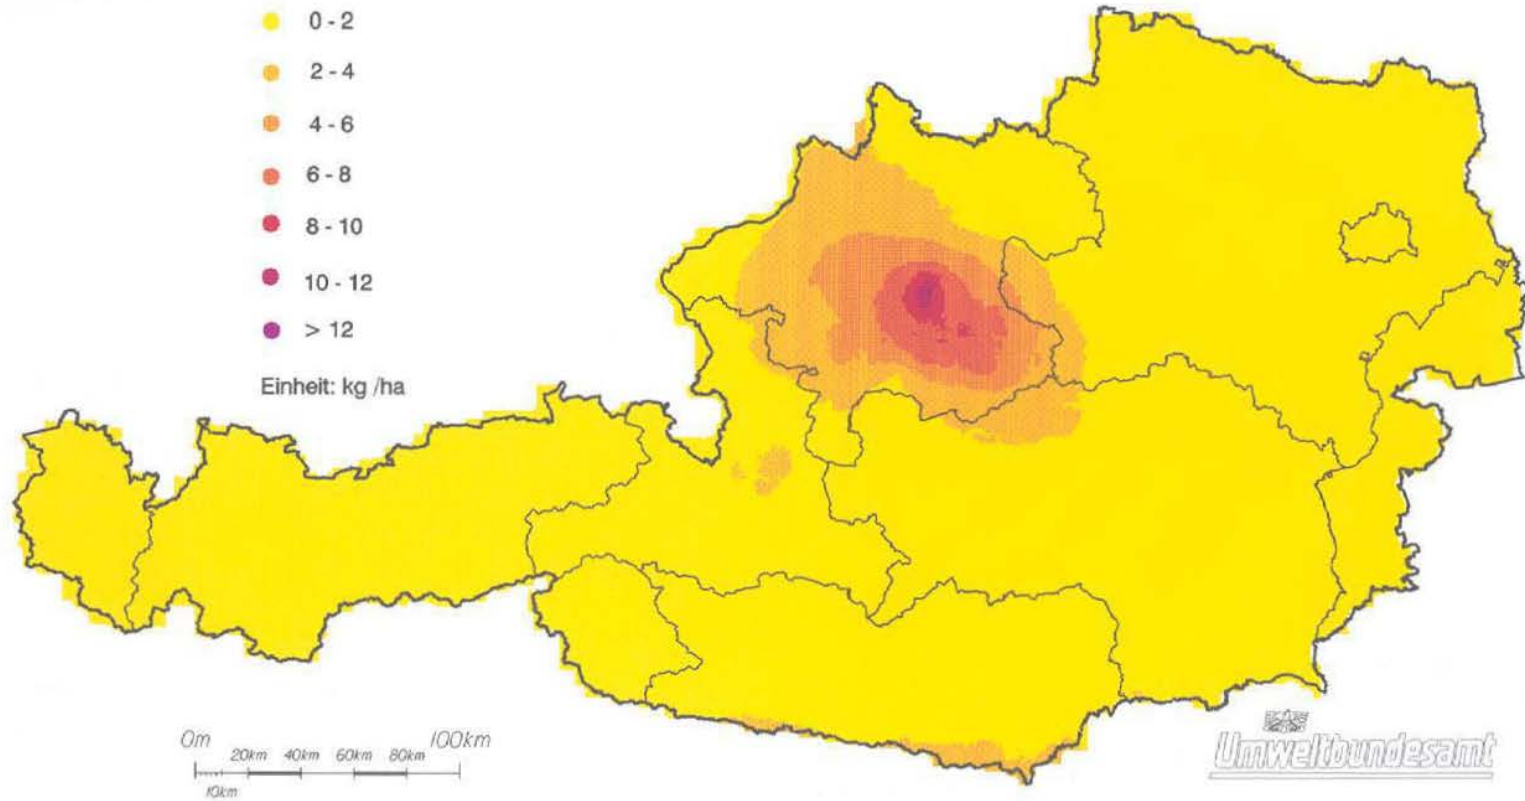 0 - 2
2 - 4
4 - 6
6 - 8
8 - 10
10 - 12
> 12
Einheit: kg /ha
0m 20km 40km 60km 80km 100km
10km
Umweltbundesamt